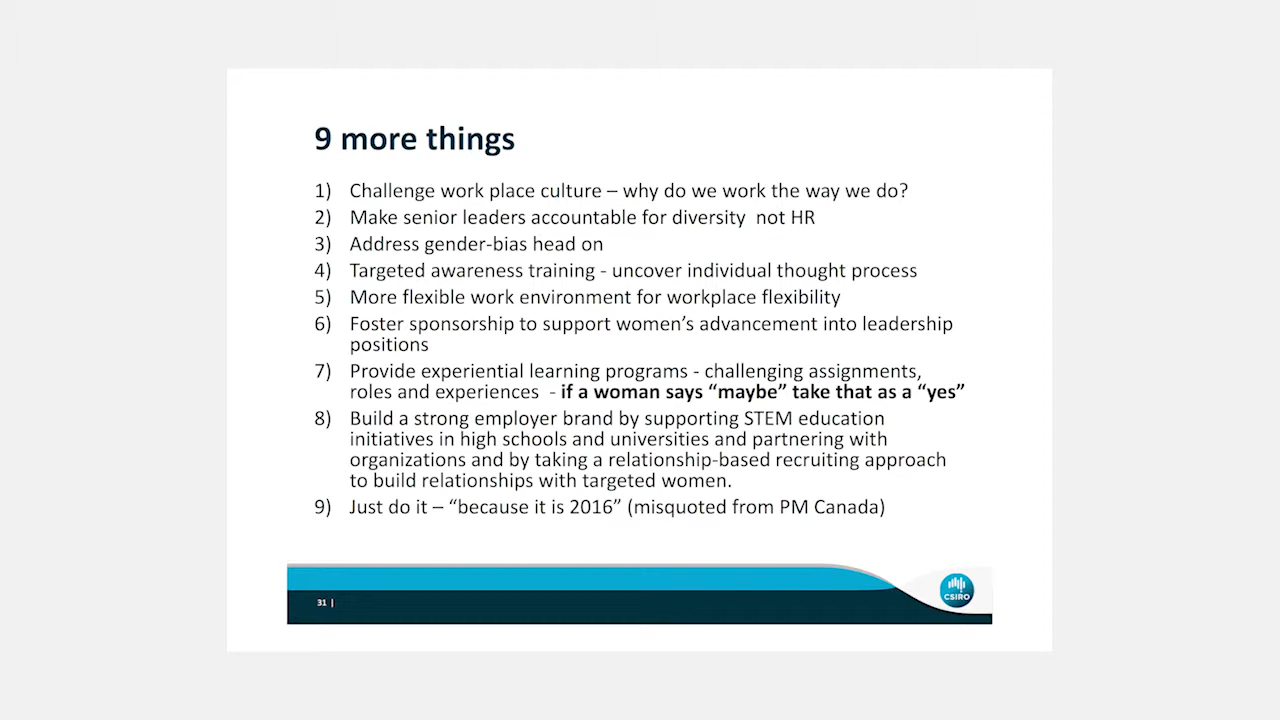 9 more things
1) Challenge work place culture – why do we work the way we do?
2) Make senior leaders accountable for diversity  not HR
3) Address gender-bias head on
4) Targeted awareness training - uncover individual thought process
5) More flexible work environment for workplace flexibility
6) Foster sponsorship to support women’s advancement into leadership
positions
7) Provide experiential learning programs - challenging assignments,
roles and experiences  - if a woman says “maybe” take that as a “yes”
8) Build a strong employer brand by supporting STEM education
initiatives in high schools and universities and partnering with
organizations and by taking a relationship-based recruiting approach
to build relationships with targeted women.
9) Just do it – “because it is 2016” (misquoted from PM Canada)
31 |
CSIRO